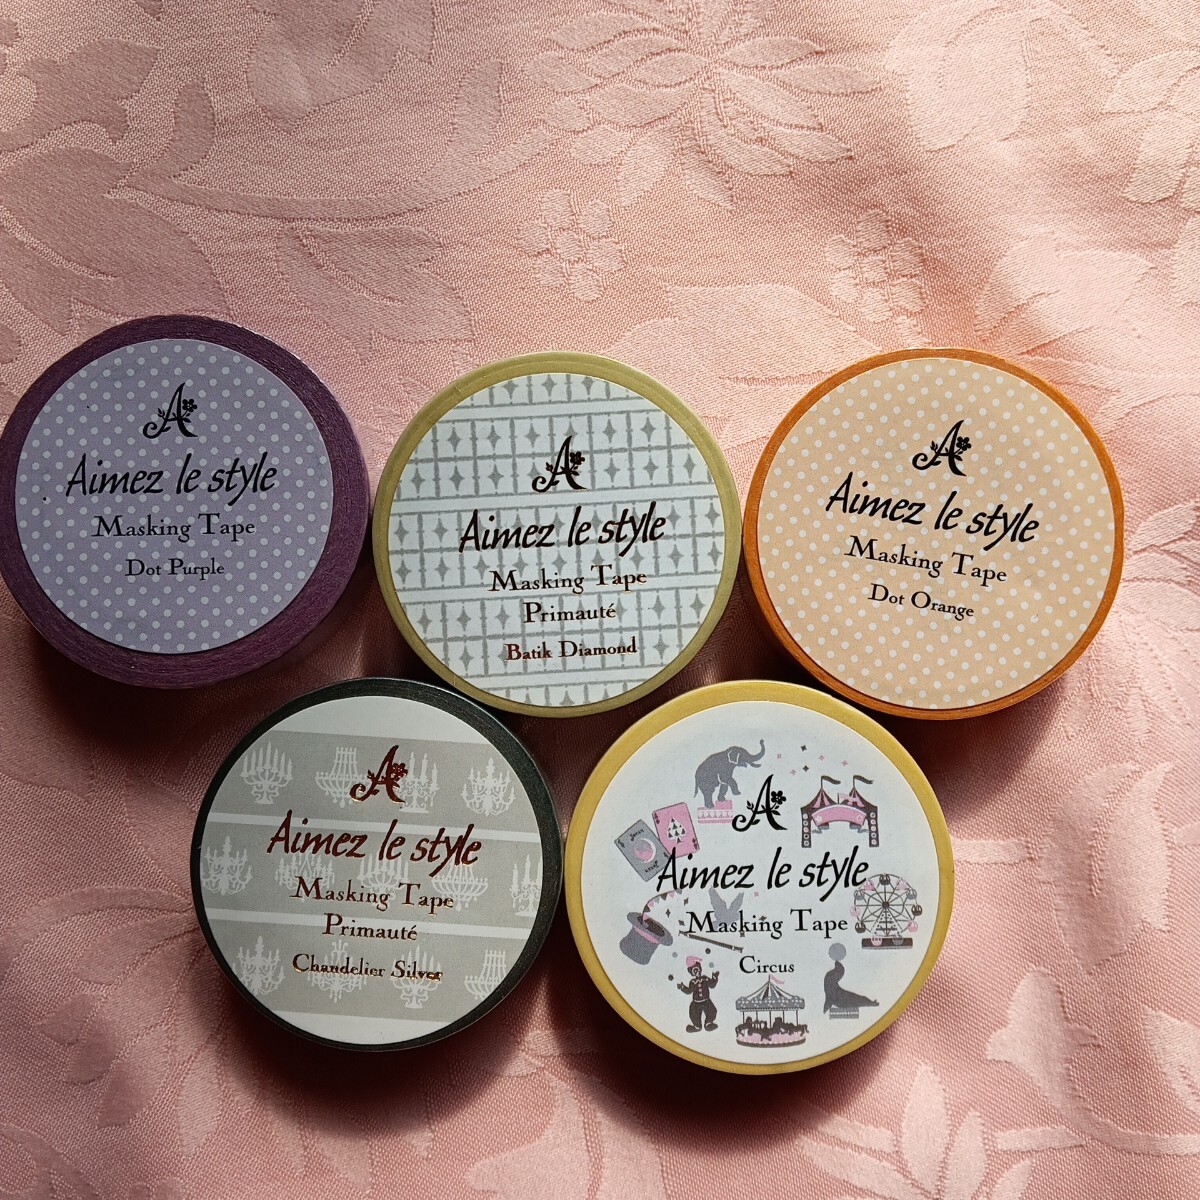 A
Aimez le style
Masking Tape
Dot Purple
A
Aimez le style
Masking Tape
Primauté
Batik Diamond
A
Aimez le style
Masking Tape
Dot Orange
A
Aimez le style
Masking Tape
Primauté
Chandelier Silver
A
Aimez le style
Masking Tape
Circus